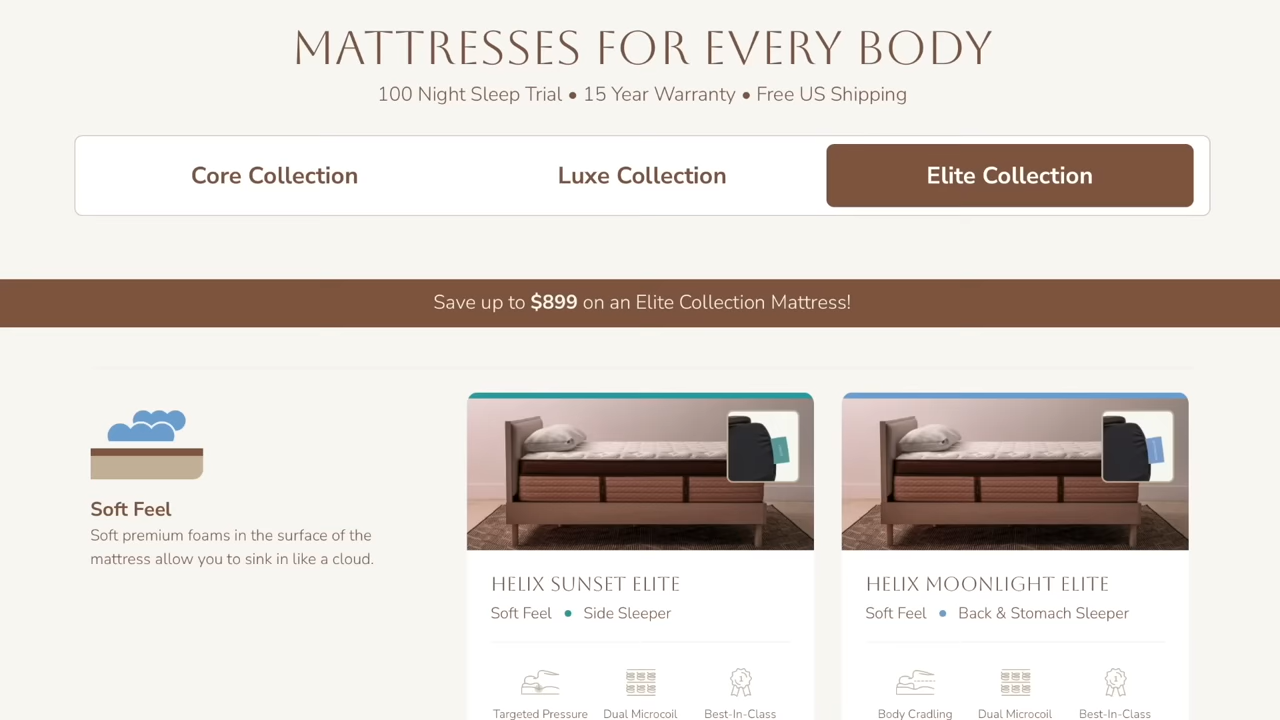 MATTRESSES FOR EVERY BODY
100 Night Sleep Trial • 15 Year Warranty • Free US Shipping
Core Collection
Luxe Collection
Elite Collection
Save up to $899 on an Elite Collection Mattress!
Soft Feel
Soft premium foams in the surface of the
mattress allow you to sink in like a cloud.
HELIX SUNSET ELITE
Soft Feel • Side Sleeper
Targeted Pressure
Dual Microcoil
Best-In-Class
HELIX MOONLIGHT ELITE
Soft Feel • Back & Stomach Sleeper
Body Cradling
Dual Microcoil
Best-In-Class